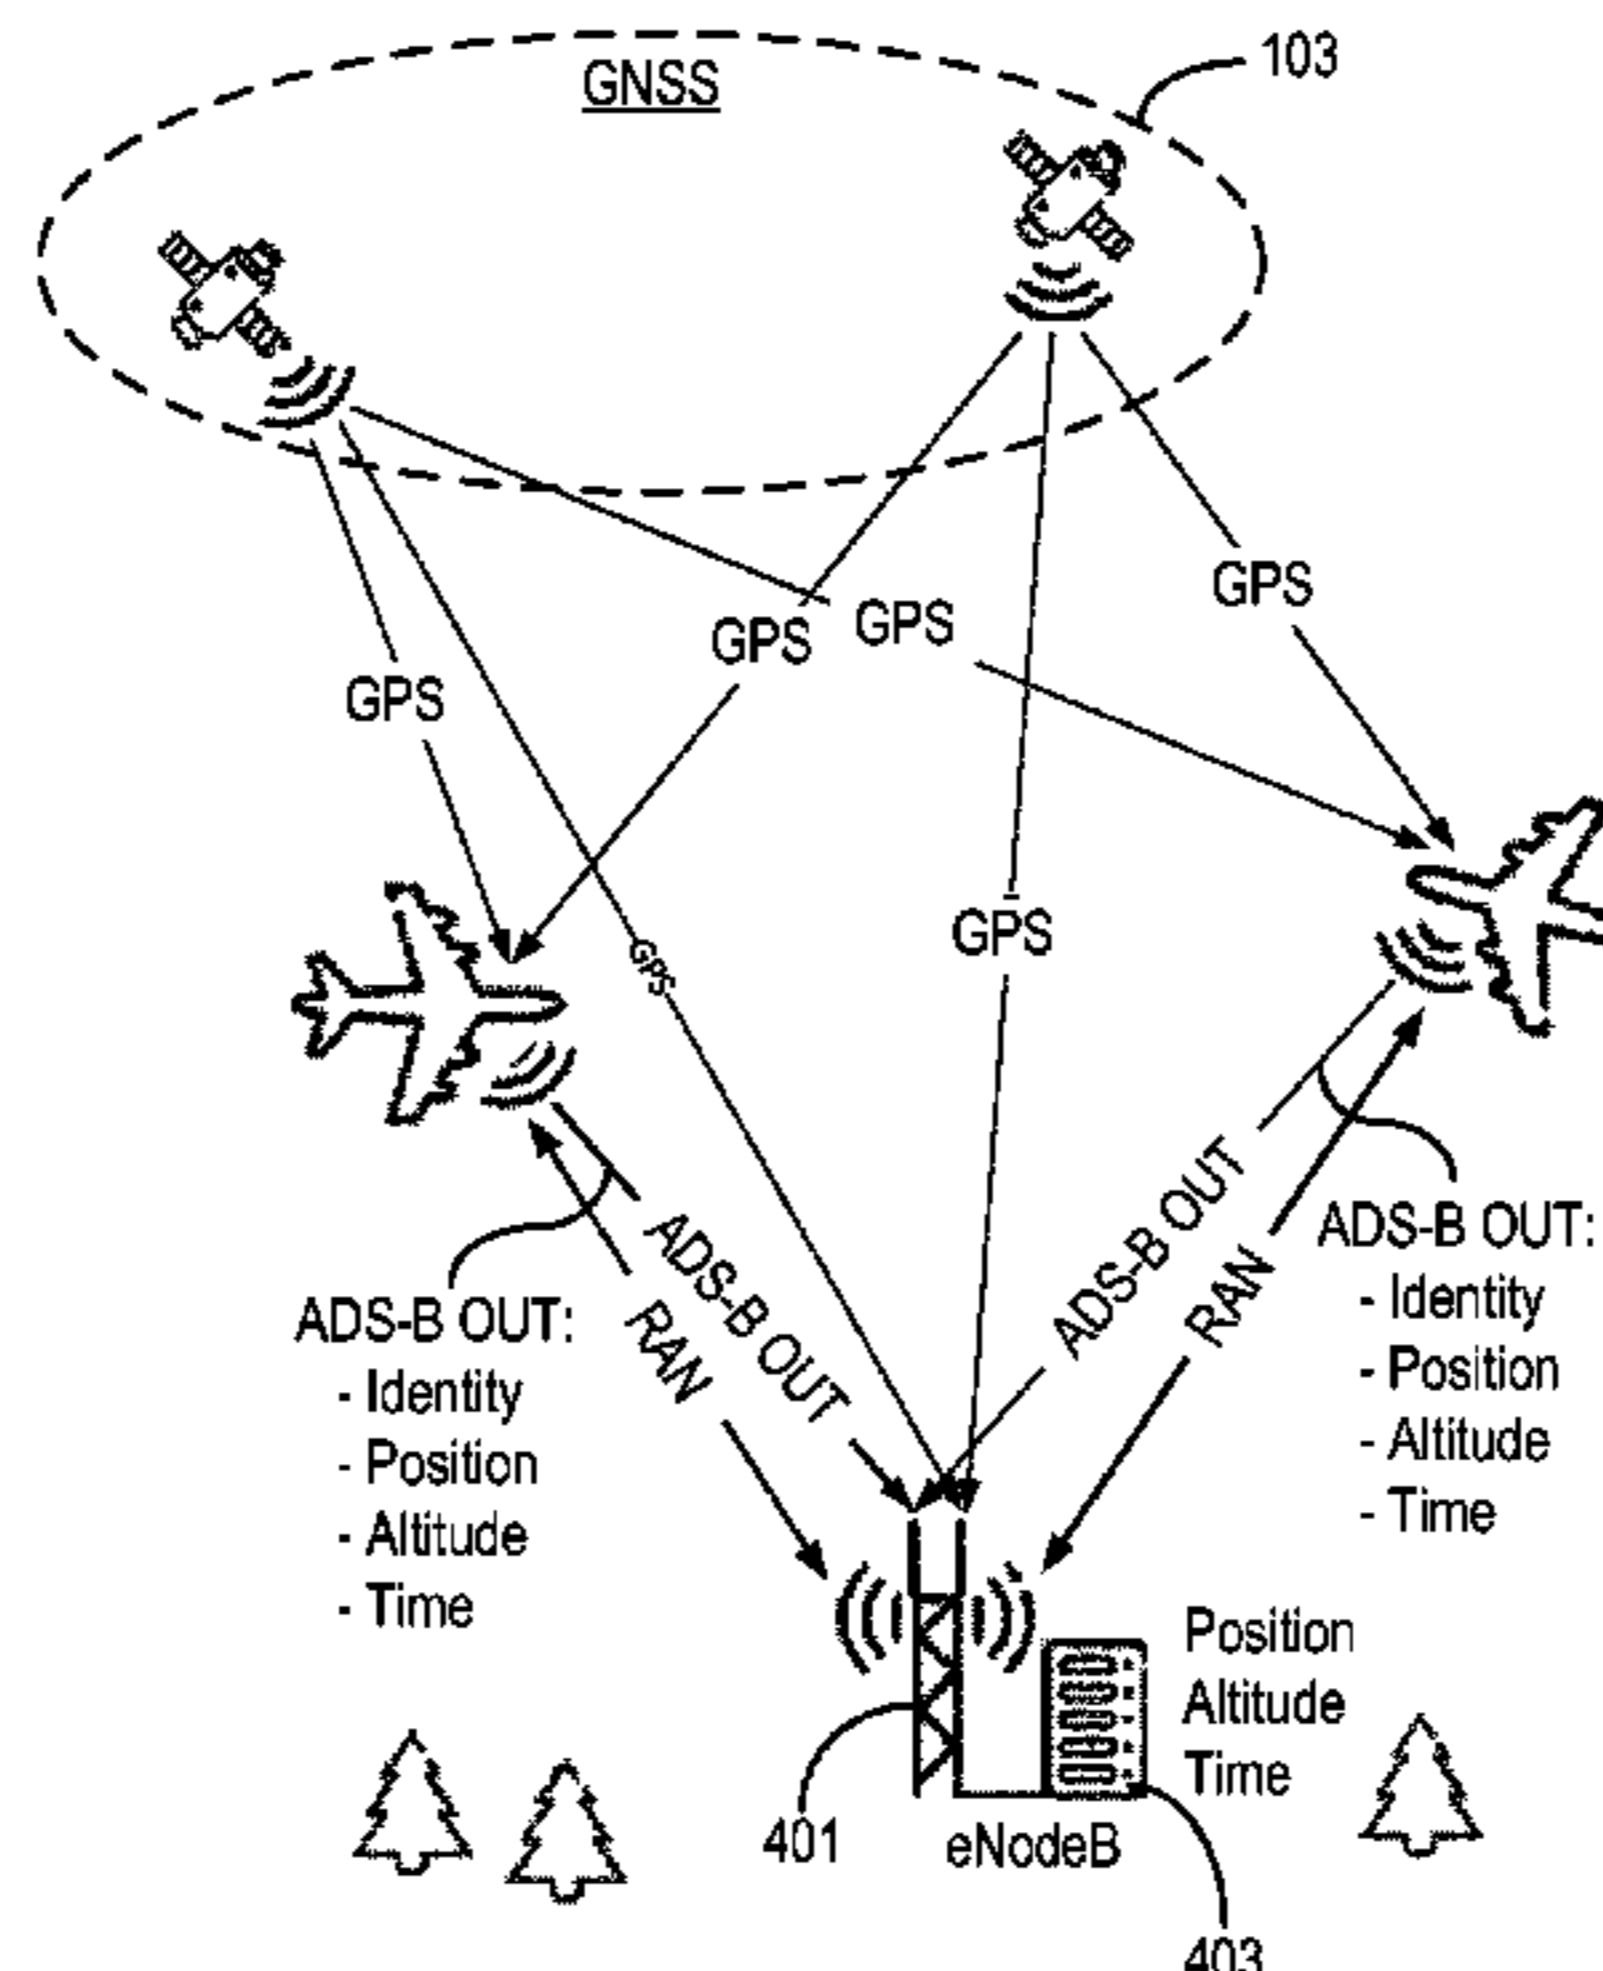 GNSS
103
GPS
GPS
GPS
GPS
GPS
GPS
ADS-B OUT
RAN
ADS-B OUT
RAN
ADS-B OUT:
- Identity
- Position
- Altitude
- Time
ADS-B OUT:
- Identity
- Position
- Altitude
- Time
Position
Altitude
Time
401
eNodeB
403